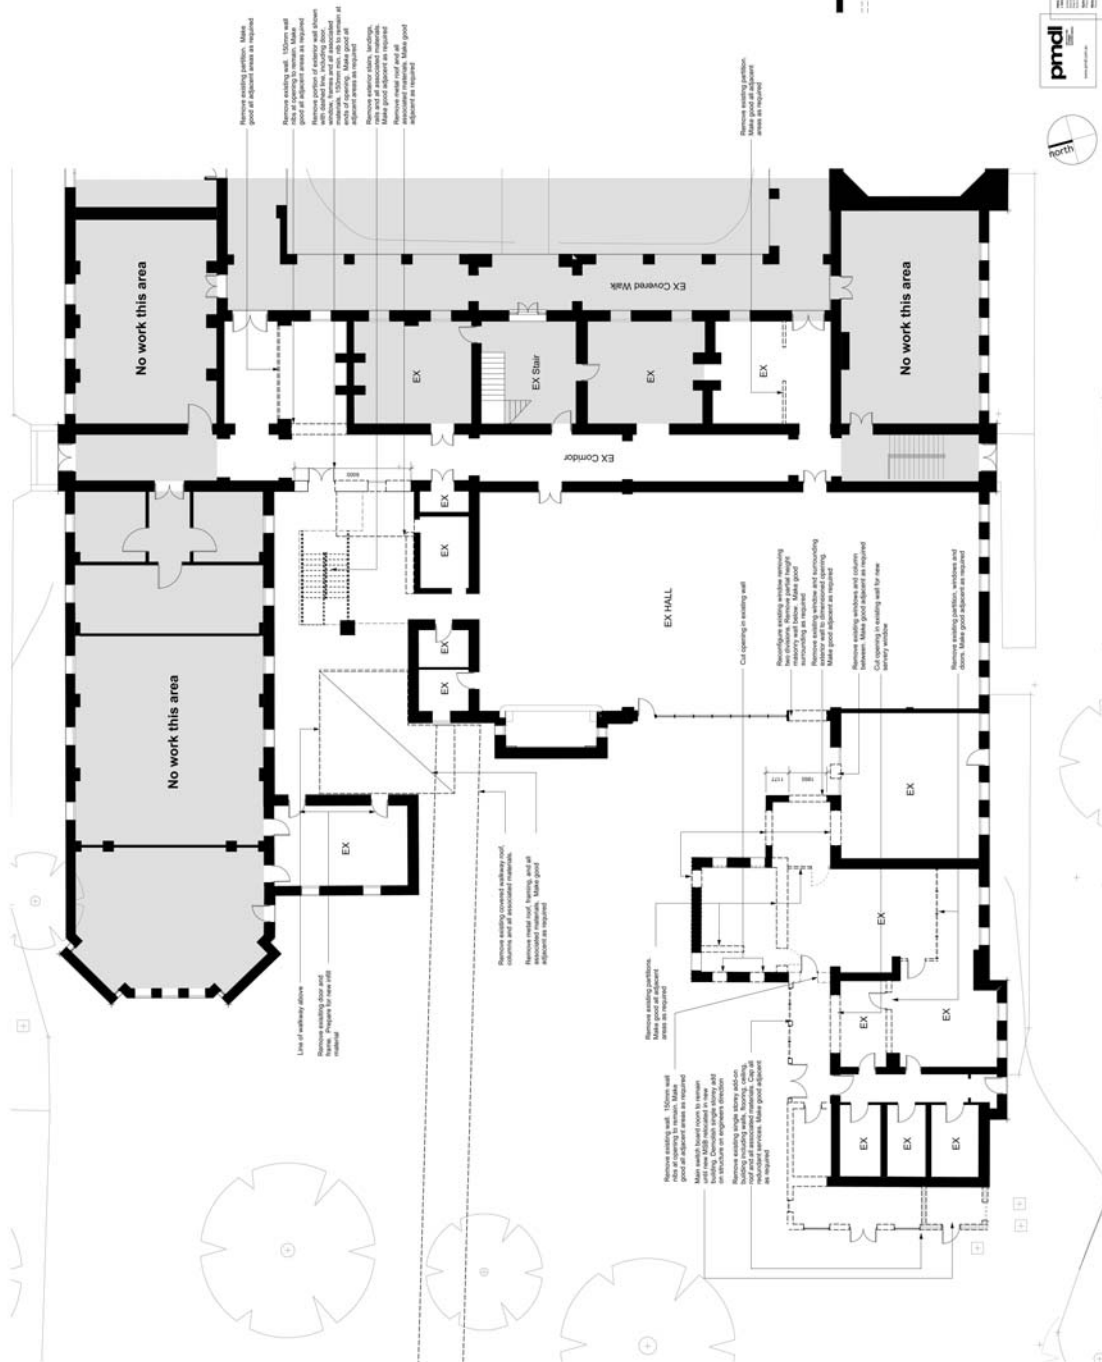 Remove existing partition. Make
good all adjacent areas as required
Remove existing wall. 150mm wall
nibs at opening to remain. Make
good all adjacent areas as required
Remove portion of exterior wall shown
with dashed line, including door,
window, frames and all associated
materials. 150mm min. nib to remain at
ends of opening. Make good all
adjacent areas as required
Remove exterior stairs, landings,
rails and all associated materials.
Make good adjacent as required
Remove metal roof and all
associated materials. Make good
adjacent as required
Remove existing partition.
Make good all adjacent
areas as required
pmdl
www.pmdl.com.au
north
No work this area
EX Covered Walk
No work this area
EX
EX Stair
EX
EX
EX Corridor
EX
EX
EX
EX
EX HALL
No work this area
EX
Cut opening in existing wall
Reconfigure existing window removing
two divisions. Remove partial height
masonry wall below. Make good
surrounding as required
Remove existing window and surrounding
exterior wall to dimensioned opening.
Make good adjacent as required
Remove existing windows and column
between. Make good adjacent as required
Cut opening in existing wall for new
servery window
Remove existing partition, windows and
doors. Make good adjacent as required
EX
EX
EX
EX
EX
EX
EX
Line of walkway above
Remove existing door and
frame. Prepare for new infill
material
Remove existing covered walkway roof,
columns and all associated materials.
Remove metal roof, framing, and all
associated materials. Make good
adjacent as required
Remove existing partitions.
Make good all adjacent
areas as required
Remove existing wall. 150mm wall
nibs at opening to remain. Make
good all adjacent areas as required
Main switch board room to remain
until new MSB relocated in new
building. Demolish single storey add
on structure on engineers direction
Remove existing single storey add-on
building including walls, flooring, ceiling,
roof and all associated materials. Cap all
redundant services. Make good adjacent
as required